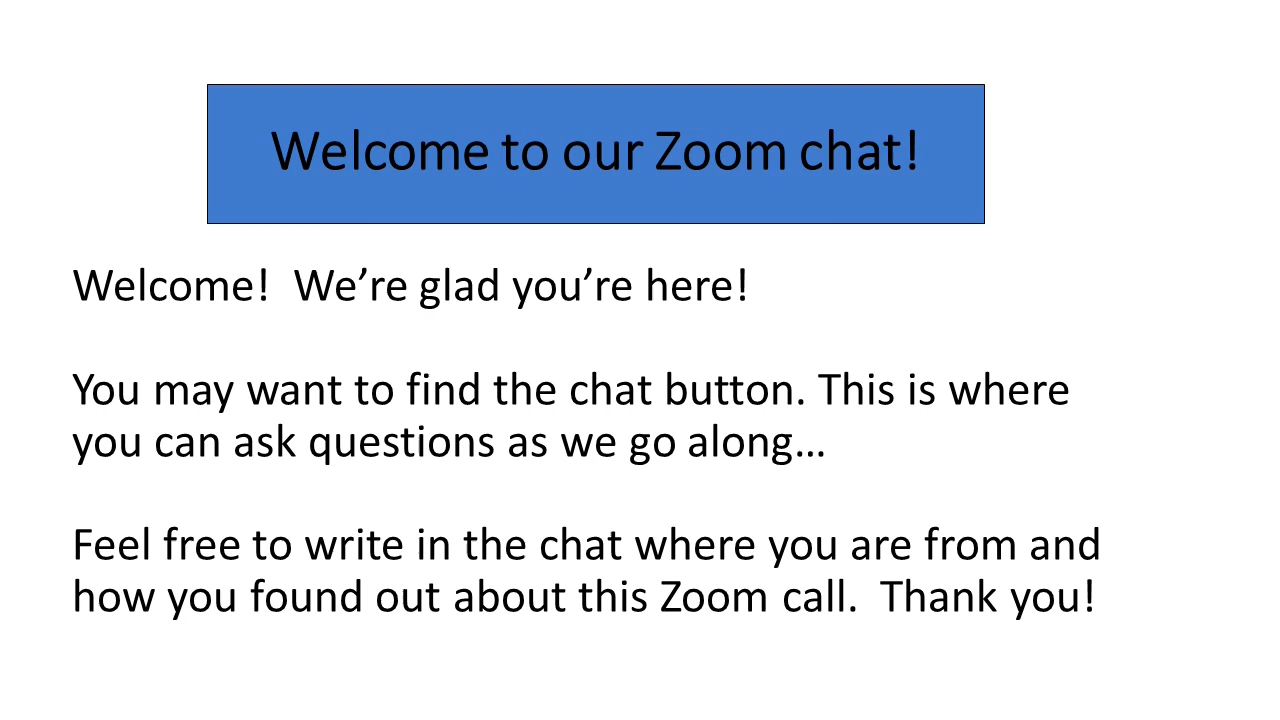 Welcome to our Zoom chat!
Welcome!  We’re glad you’re here!
You may want to find the chat button. This is where
you can ask questions as we go along…
Feel free to write in the chat where you are from and
how you found out about this Zoom call.  Thank you!